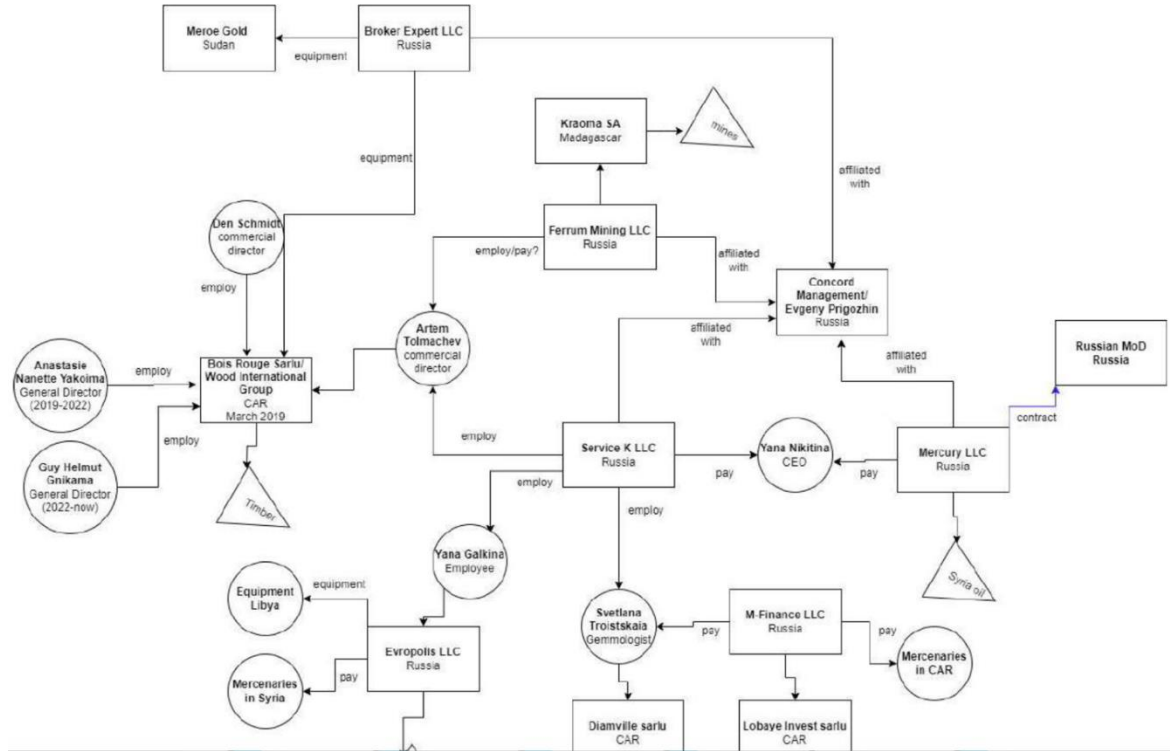 Meroe Gold
Sudan
Broker Expert LLC
Russia
equipment
Kraoma SA
Madagascar
mines
equipment
affiliated
with
Den Schmidt
commercial
director
Ferrum Mining LLC
Russia
employ/pay?
affiliated
with
employ
Concord
Management/
Evgeny Prigozhin
Russia
Artem
Tolmachev
commercial
director
affiliated
with
Russian MoD
Russia
Anastasie
Nanette Yakoima
General Director
(2019-2022)
employ
Bois Rouge Sarlu/
Wood International
Group
CAR
March 2019
affiliated
with
contract
employ
Guy Helmut
Gnikama
General Director
(2022-now)
employ
Service K LLC
Russia
pay
Yana Nikitina
CEO
pay
Mercury LLC
Russia
Timber
employ
employ
Yana Galkina
Employee
Syria oil
Equipment
Libya
equipment
Svetlana
Troistskaia
Gemmologist
pay
M-Finance LLC
Russia
pay
Mercenaries
in CAR
Evropolis LLC
Russia
pay
Mercenaries
in Syria
Diamville sarlu
CAR
Lobaye Invest sarlu
CAR